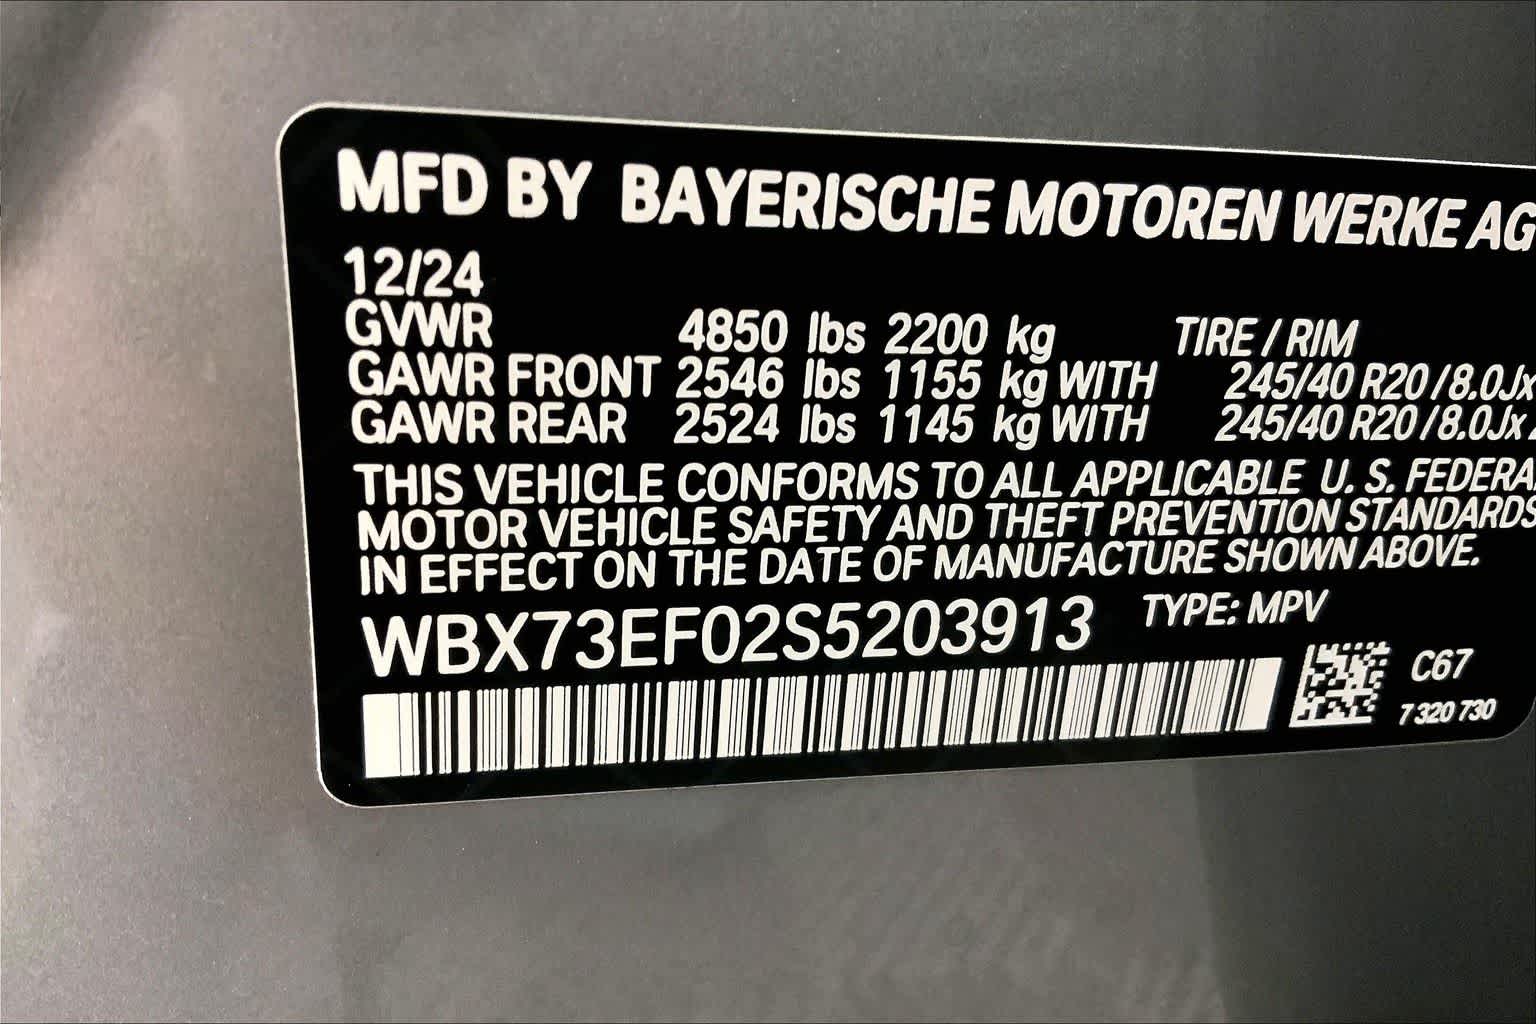 MFD BY BAYERISCHE MOTOREN WERKE AG
12/24
GVWR 4850 lbs 2200 kg TIRE / RIM
GAWR FRONT 2546 lbs 1155 kg WITH 245/40 R20 / 8.0Jx
GAWR REAR 2524 lbs 1145 kg WITH 245/40 R20 / 8.0Jx
THIS VEHICLE CONFORMS TO ALL APPLICABLE U. S. FEDERA
MOTOR VEHICLE SAFETY AND THEFT PREVENTION STANDARDS
IN EFFECT ON THE DATE OF MANUFACTURE SHOWN ABOVE.
WBX73EF02S5203913 TYPE: MPV
C67
7 320 730